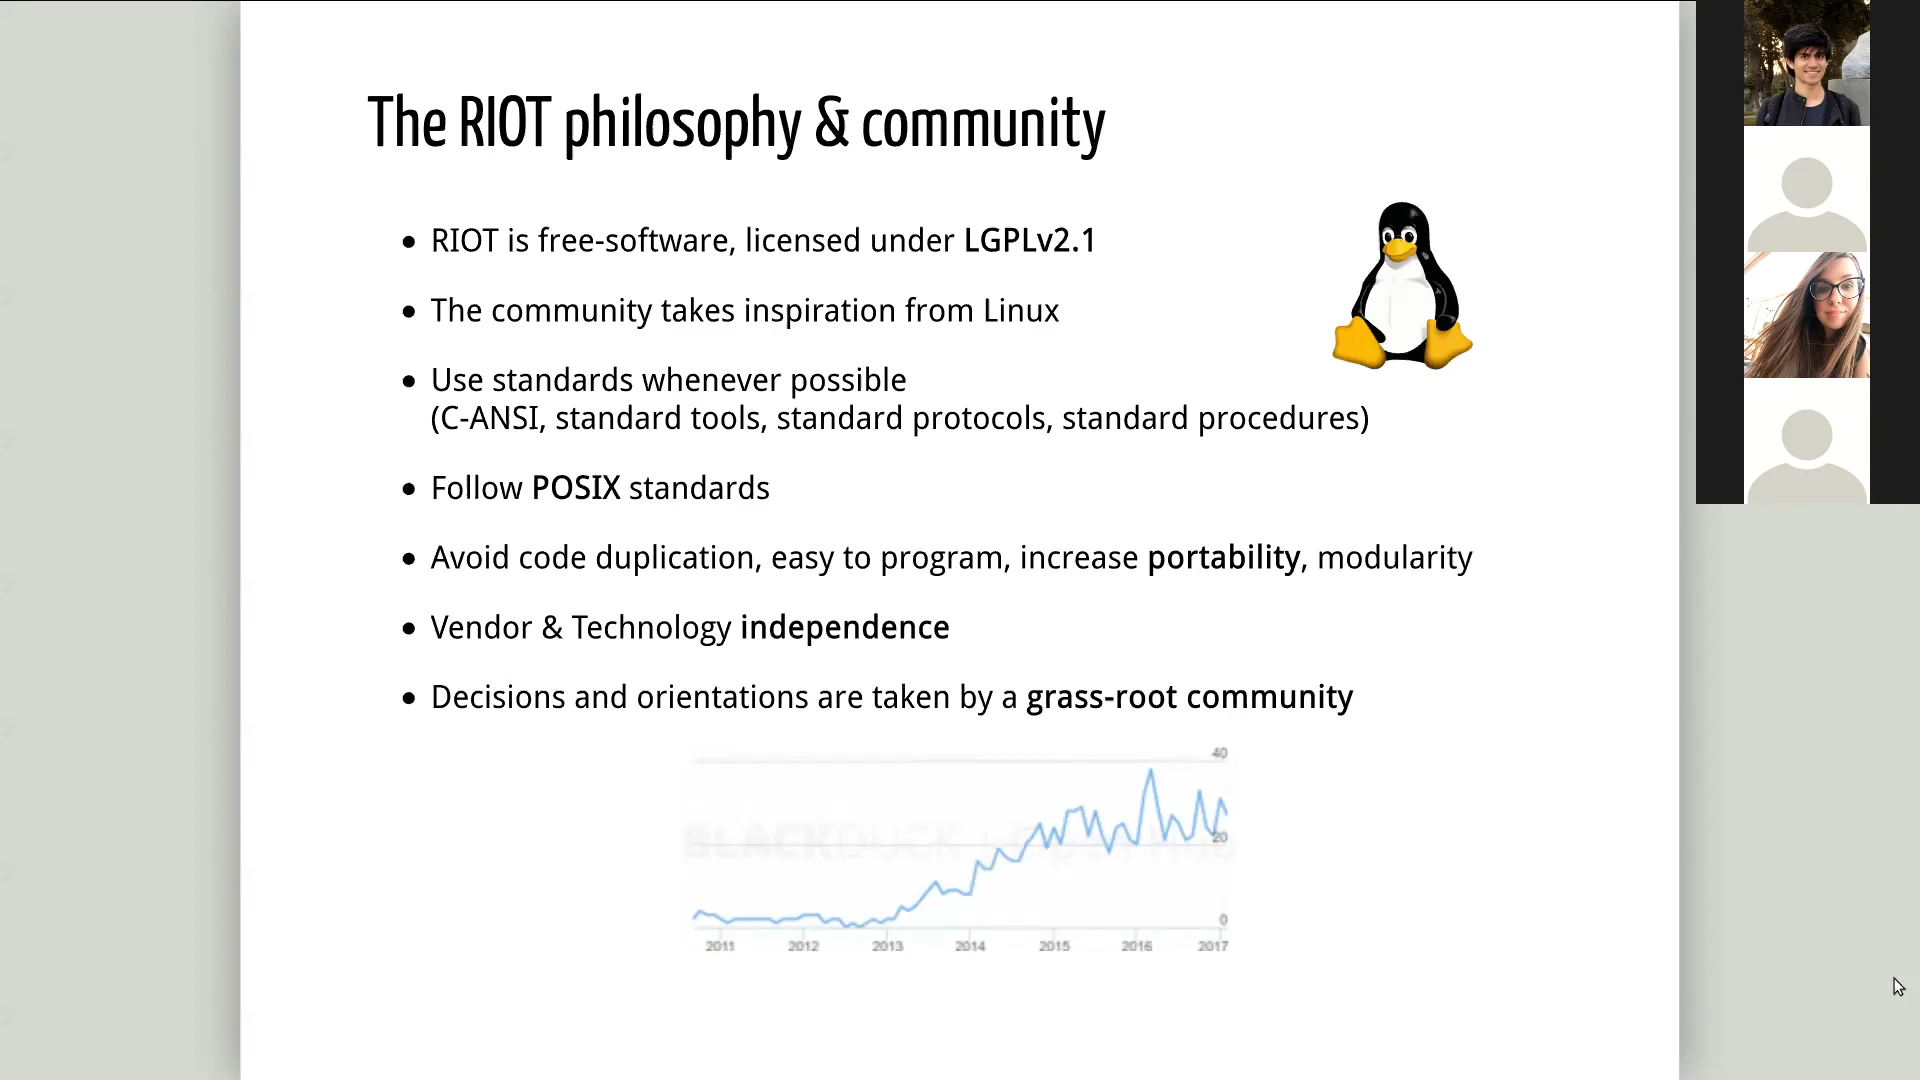 The RIOT philosophy & community
RIOT is free-software, licensed under LGPLv2.1
The community takes inspiration from Linux
Use standards whenever possible
(C-ANSI, standard tools, standard protocols, standard procedures)
Follow POSIX standards
Avoid code duplication, easy to program, increase portability, modularity
Vendor & Technology independence
Decisions and orientations are taken by a grass-root community
40
BLACKDUCK
20
0
2011 2012 2013 2014 2015 2016 2017